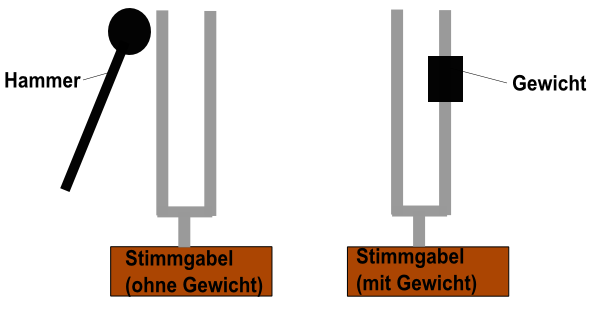 Hammer
Gewicht
Stimmgabel
(ohne Gewicht)
Stimmgabel
(mit Gewicht)